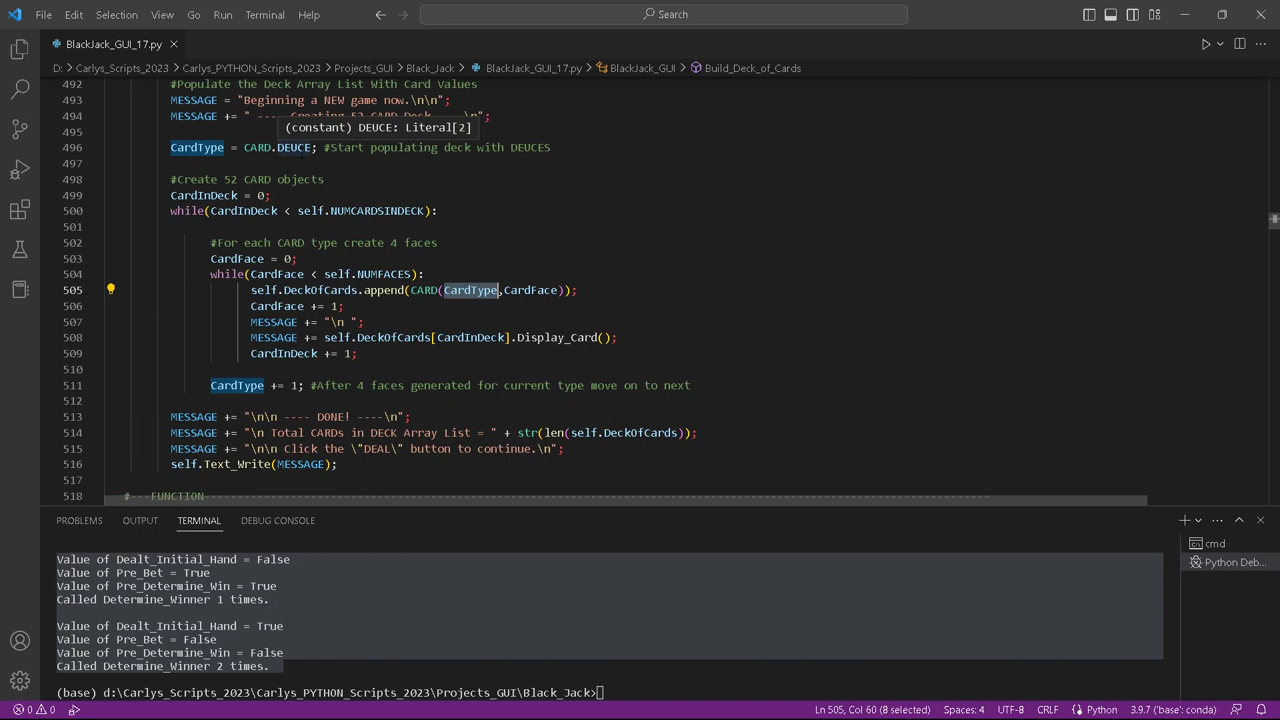 File Edit Selection View Go Run Terminal Help Search
BlackJack_GUI_17.py
D: > Carlys_Scripts_2023 > Carlys_PYTHON_Scripts_2023 > Projects_GUI > Black_Jack > BlackJack_GUI_17.py > BlackJack_GUI > Build_Deck_of_Cards
492 #Populate the Deck Array List With Card Values
493 MESSAGE = "Beginning a NEW game now.\n\n";
494 MESSAGE += " ---- Creating 52 CARD Deck \n";
(constant) DEUCE: Literal[2]
495
496 CardType = CARD.DEUCE; #Start populating deck with DEUCES
497
498 #Create 52 CARD objects
499 CardInDeck = 0;
500 while(CardInDeck < self.NUMCARDSINDECK):
501
502 #For each CARD type create 4 faces
503 CardFace = 0;
504 while(CardFace < self.NUMFACES):
505 self.DeckOfCards.append(CARD(CardType,CardFace));
506 CardFace += 1;
507 MESSAGE += "\n ";
508 MESSAGE += self.DeckOfCards[CardInDeck].Display_Card();
509 CardInDeck += 1;
510
511 CardType += 1; #After 4 faces generated for current type move on to next
512
513 MESSAGE += "\n\n ---- DONE! ----\n";
514 MESSAGE += "\n Total CARDs in DECK Array List = " + str(len(self.DeckOfCards));
515 MESSAGE += "\n\n Click the \"DEAL\" button to continue.\n";
516 self.Text_Write(MESSAGE);
517
518 #---FUNCTION---
PROBLEMS OUTPUT TERMINAL DEBUG CONSOLE
cmd
Python Deb...
Value of Dealt_Initial_Hand = False
Value of Pre_Bet = True
Value of Pre_Determine_Win = True
Called Determine_Winner 1 times.
Value of Dealt_Initial_Hand = True
Value of Pre_Bet = False
Value of Pre_Determine_Win = False
Called Determine_Winner 2 times.
(base) d:\Carlys_Scripts_2023\Carlys_PYTHON_Scripts_2023\Projects_GUI\Black_Jack>
0 0 Ln 505, Col 60 (8 selected) Spaces: 4 UTF-8 CRLF Python 3.9.7 ('base': conda)